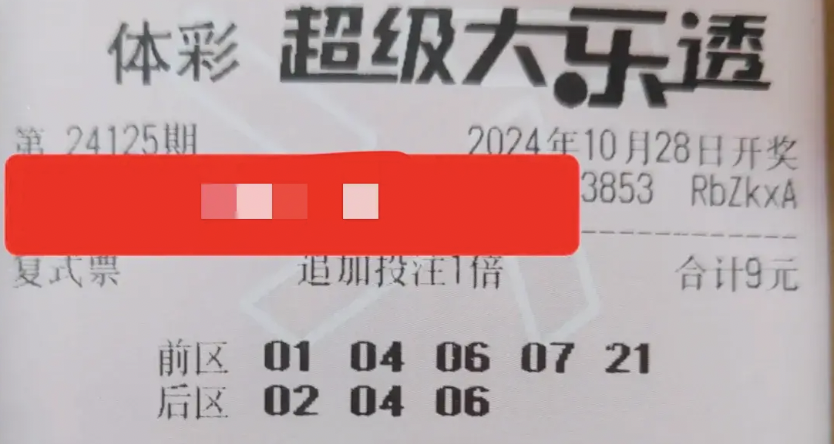 体彩 超级大乐透
第 24125期 2024年10月28日开奖
3853 RbZkxA
复式票 追加投注1倍 合计9元
前区 01 04 06 07 21
后区 02 04 06